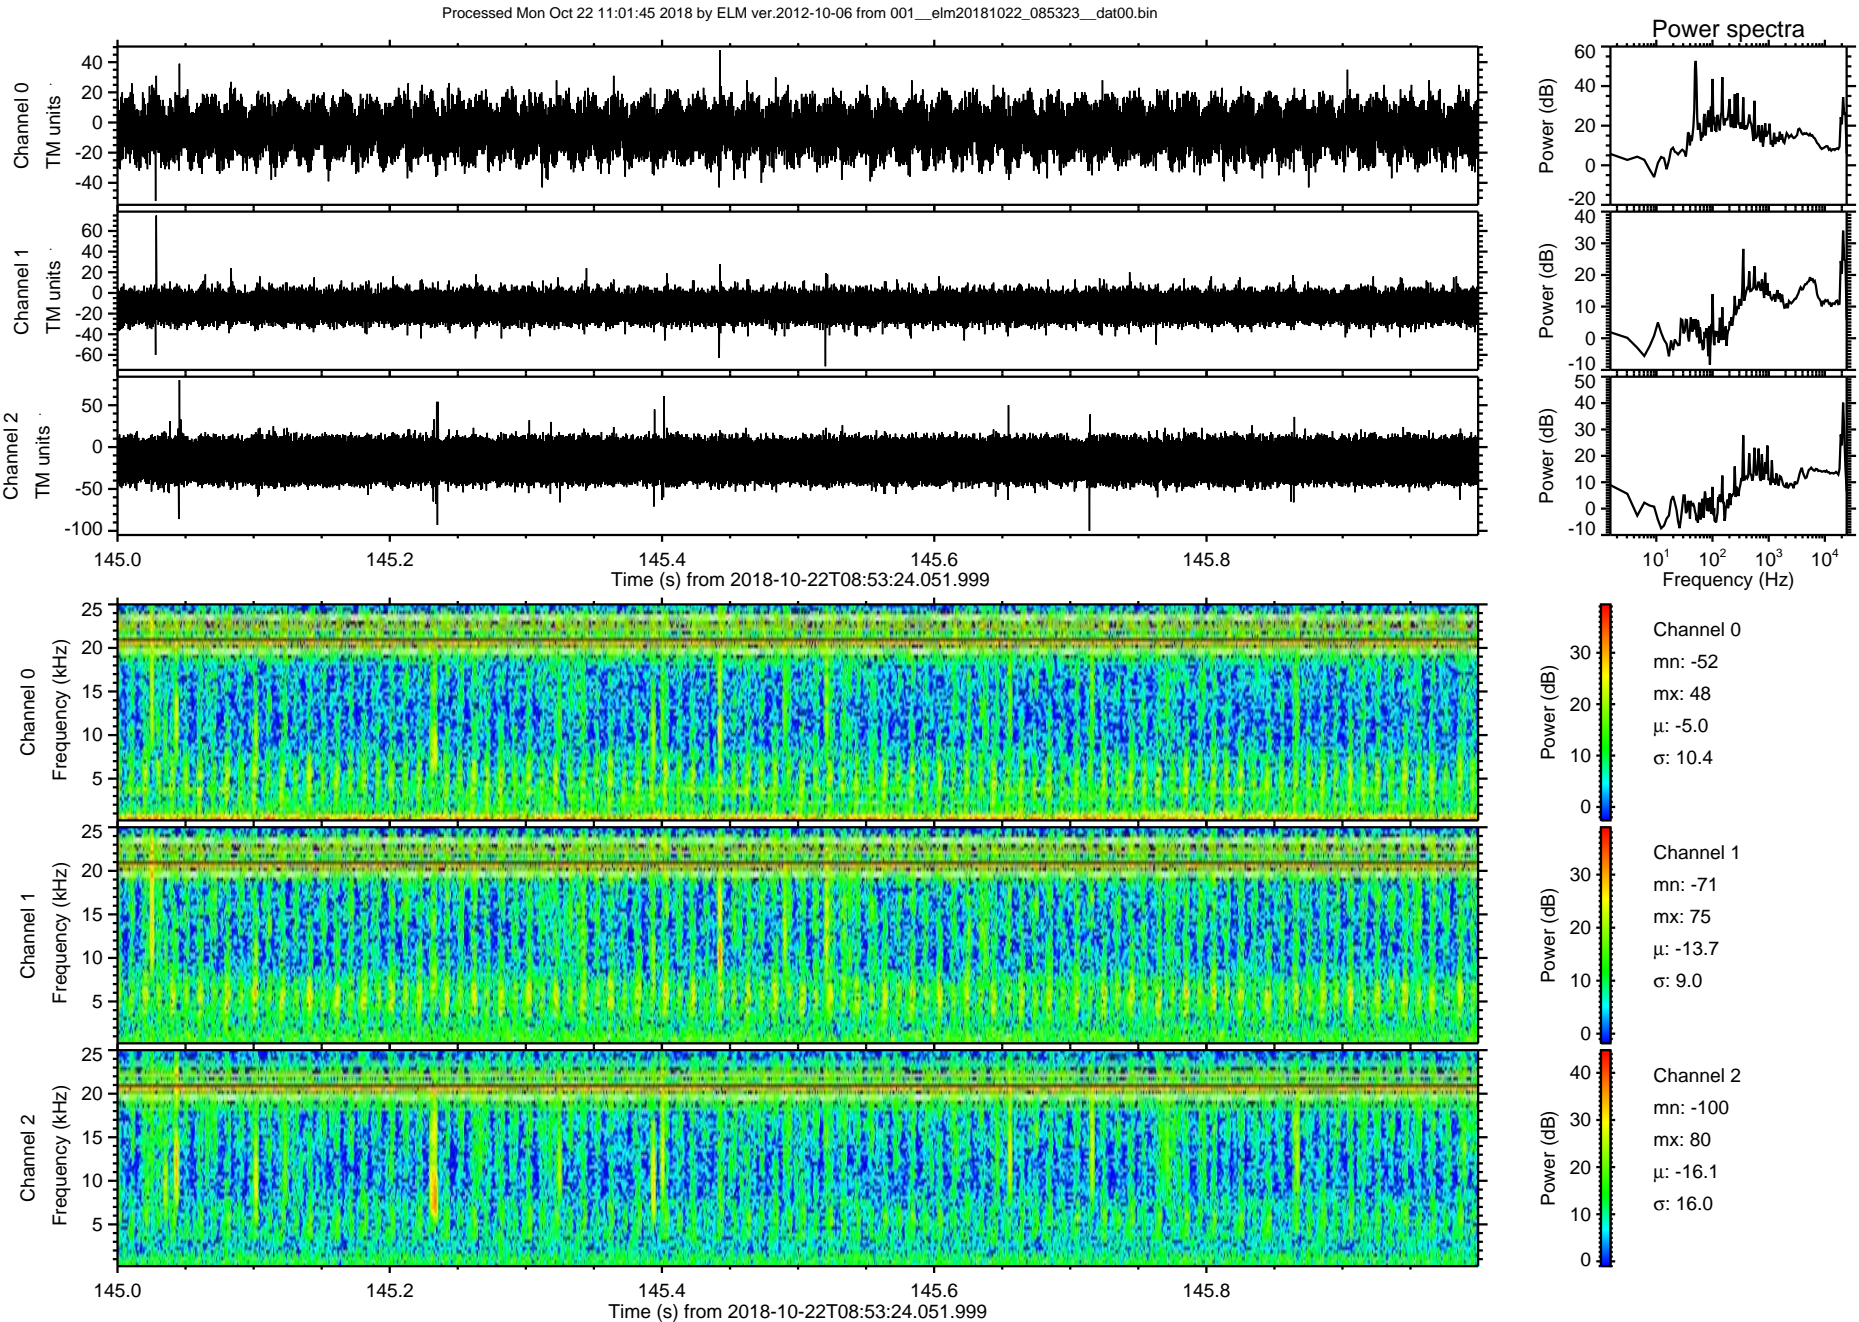 Processed Mon Oct 22 11:01:45 2018 by ELM ver.2012-10-06 from 001__elm20181022_085323__dat00.bin
Power spectra
Channel 0
TM units
40
20
0
-20
-40
Power (dB)
60
40
20
0
-20
Channel 1
TM units
60
40
20
0
-20
-40
-60
Power (dB)
40
30
20
10
0
-10
Channel 2
TM units
50
0
-50
-100
Power (dB)
50
40
30
20
10
0
-10
145.0 145.2 145.4 145.6 145.8
Time (s) from 2018-10-22T08:53:24.051.999
10¹ 10² 10³ 10⁴
Frequency (Hz)
Channel 0
Frequency (kHz)
25
20
15
10
5
Power (dB)
30
20
10
0
Channel 0
mn: -52
mx: 48
μ: -5.0
σ: 10.4
Channel 1
Frequency (kHz)
25
20
15
10
5
Power (dB)
30
20
10
0
Channel 1
mn: -71
mx: 75
μ: -13.7
σ: 9.0
Channel 2
Frequency (kHz)
25
20
15
10
5
Power (dB)
40
30
20
10
0
Channel 2
mn: -100
mx: 80
μ: -16.1
σ: 16.0
145.0 145.2 145.4 145.6 145.8
Time (s) from 2018-10-22T08:53:24.051.999